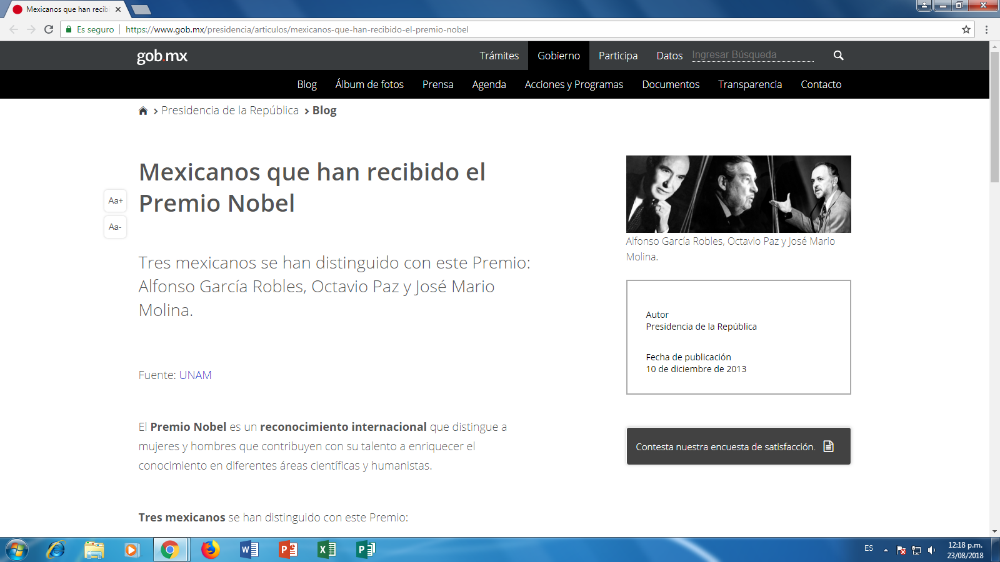 Mexicanos que han recib
Es seguro
https://www.gob.mx/presidencia/articulos/mexicanos-que-han-recibido-el-premio-nobel
gob.mx
Trámites Gobierno Participa Datos Ingresar Búsqueda
Blog Álbum de fotos Prensa Agenda Acciones y Programas Documentos Transparencia Contacto
Presidencia de la República Blog
Mexicanos que han recibido el
Premio Nobel
Aa+
Aa-
Tres mexicanos se han distinguido con este Premio:
Alfonso García Robles, Octavio Paz y José Mario
Molina.
Fuente: UNAM
El Premio Nobel es un reconocimiento internacional que distingue a
mujeres y hombres que contribuyen con su talento a enriquecer el
conocimiento en diferentes áreas científicas y humanistas.
Tres mexicanos se han distinguido con este Premio:
Alfonso García Robles, Octavio Paz y José Mario
Molina.
Autor
Presidencia de la República
Fecha de publicación
10 de diciembre de 2013
Contesta nuestra encuesta de satisfacción.
ES
12:18 p.m.
23/08/2018